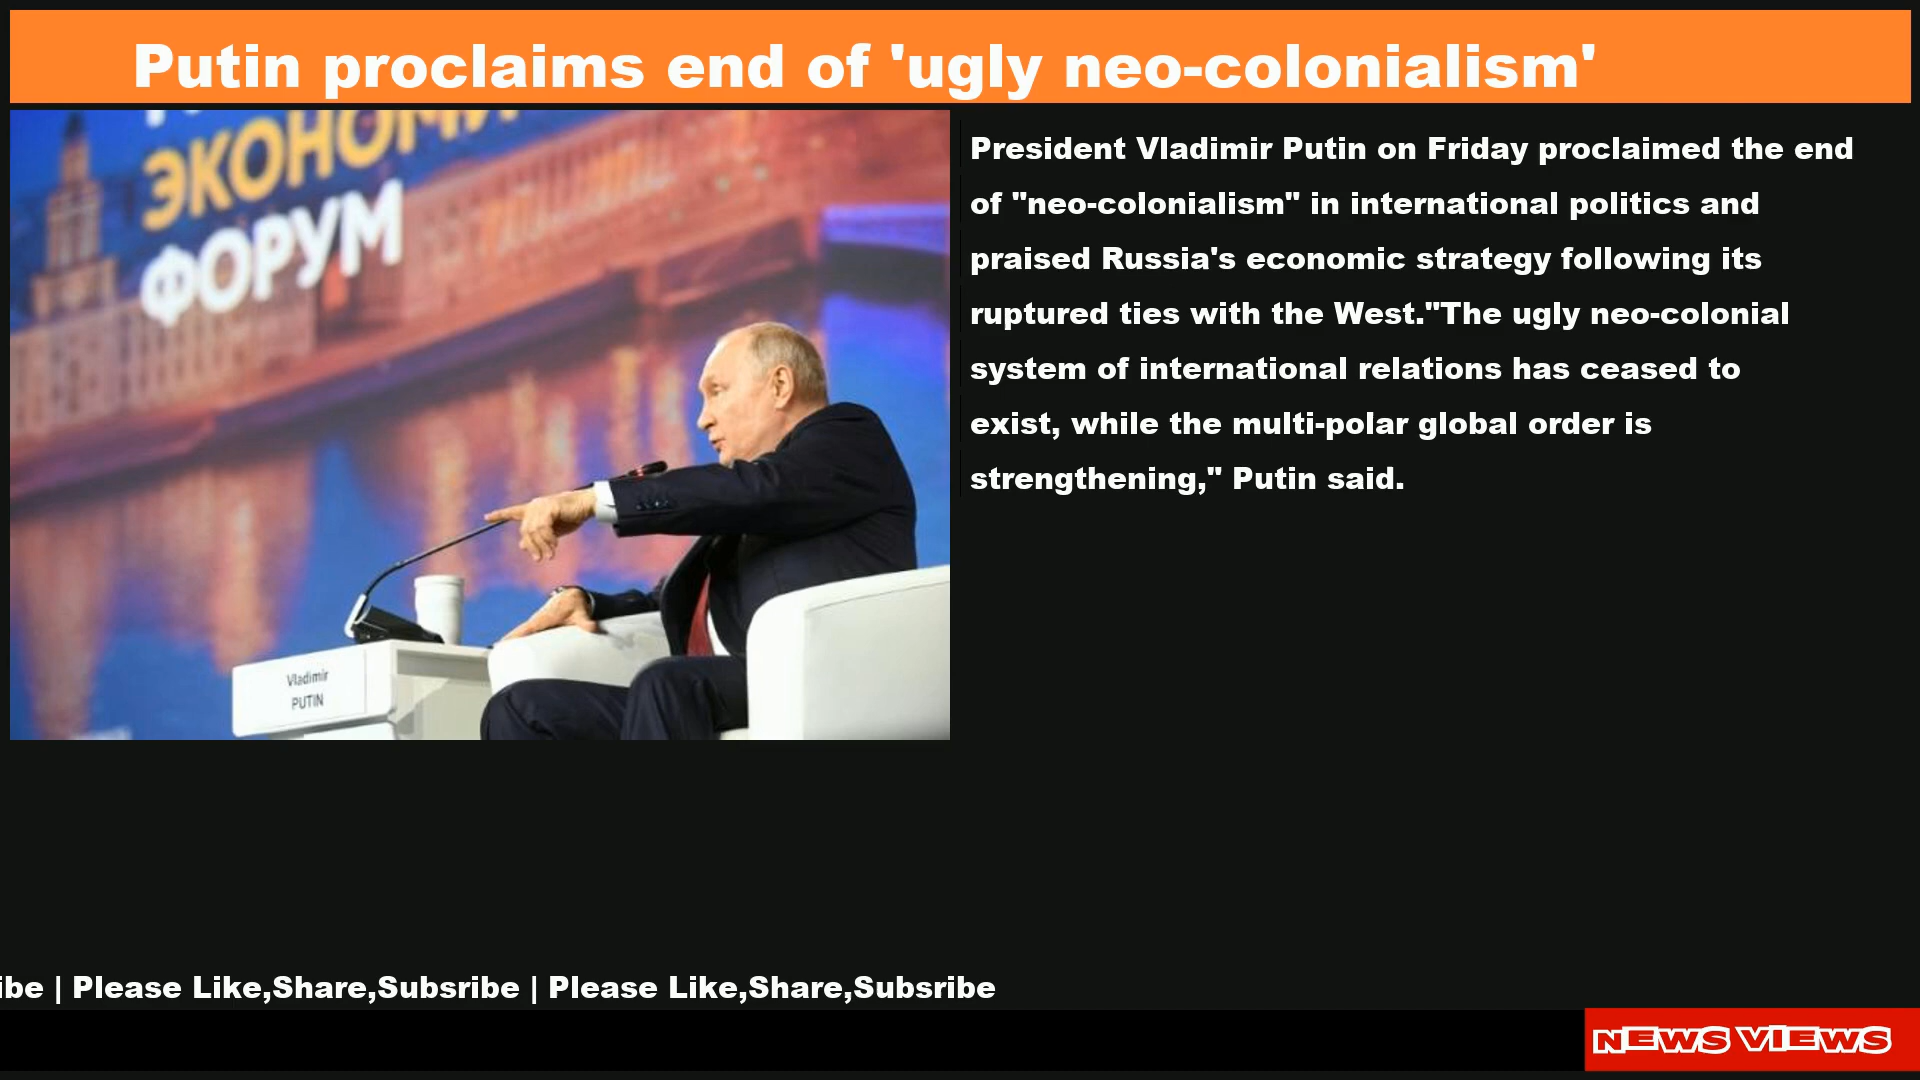 Putin proclaims end of 'ugly neo-colonialism'
ЭКОНОМИ
ФОРУМ
Vladimir
PUTIN
President Vladimir Putin on Friday proclaimed the end
of "neo-colonialism" in international politics and
praised Russia's economic strategy following its
ruptured ties with the West."The ugly neo-colonial
system of international relations has ceased to
exist, while the multi-polar global order is
strengthening," Putin said.
ibe | Please Like,Share,Subsribe | Please Like,Share,Subsribe
NEWS VIEWS